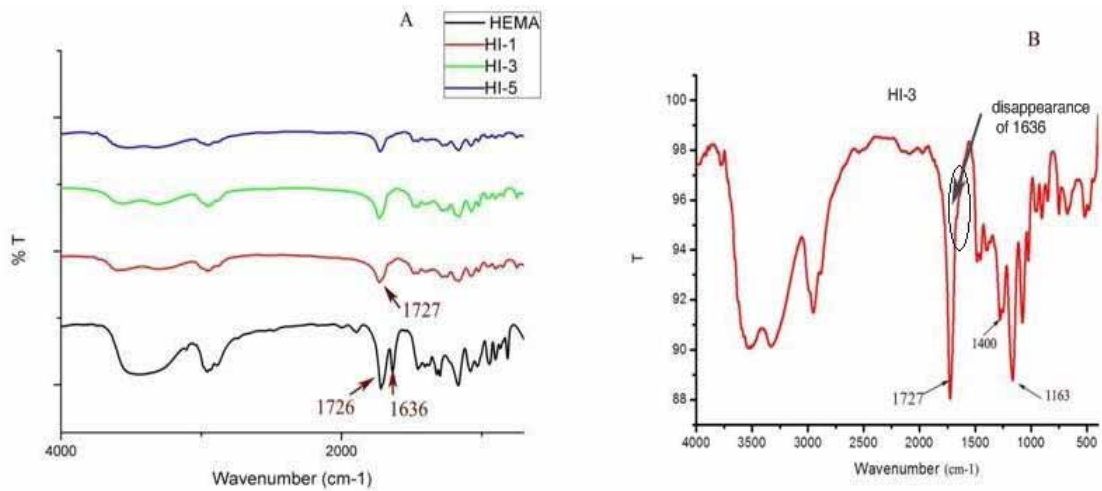 A
HEMA
HI-1
HI-3
HI-5
% T
1727
1726
1636
4000
2000
Wavenumber (cm-1)
B
HI-3
disappearance
of 1636
100
98
96
94
92
90
88
T
1400
1727
1163
4000
3500
3000
2500
2000
1500
1000
500
Wavenumber (cm-1)